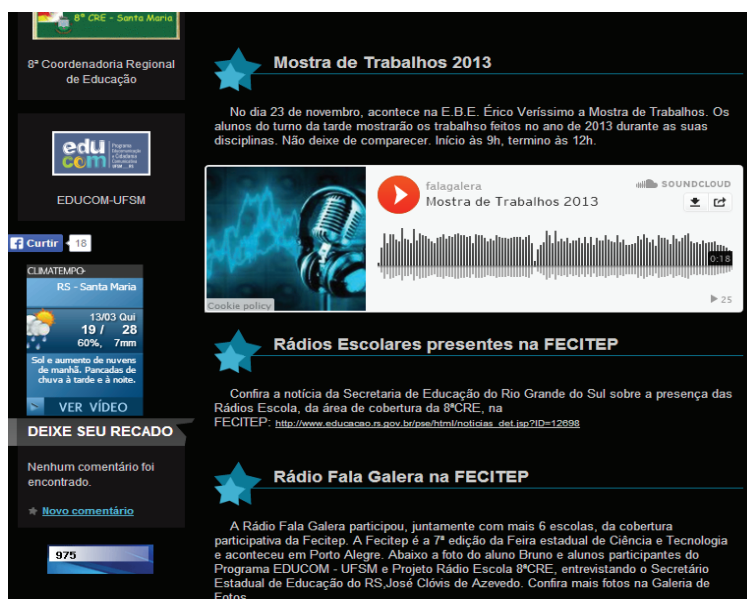 8ª CRE - Santa Maria
8ª Coordenadoria Regional
de Educação
educom
Programa
Educomunicação
e Cidadania
Comunicativa
EDUCOM-UFSM
Curtir 18
CLIMATEMPO
RS - Santa Maria
13/03 Qui
19 / 28
60%, 7mm
Sol e aumento de nuvens
de manhã. Pancadas de
chuva à tarde e à noite.
VER VÍDEO
DEIXE SEU RECADO
Nenhum comentário foi
encontrado.
Novo comentário
975
Mostra de Trabalhos 2013
No dia 23 de novembro, acontece na E.B.E. Érico Veríssimo a Mostra de Trabalhos. Os
alunos do turno da tarde mostrarão os trabalhso feitos no ano de 2013 durante as suas
disciplinas. Não deixe de comparecer. Início às 9h, termino às 12h.
falagalera
Mostra de Trabalhos 2013
SOUNDCLOUD
0:18
Cookie policy
25
Rádios Escolares presentes na FECITEP
Confira a notícia da Secretaria de Educação do Rio Grande do Sul sobre a presença das
Rádios Escola, da área de cobertura da 8ªCRE, na
FECITEP: http://www.educacao.rs.gov.br/pse/html/noticias_det.jsp?ID=12698
Rádio Fala Galera na FECITEP
A Rádio Fala Galera participou, juntamente com mais 6 escolas, da cobertura
participativa da Fecitep. A Fecitep é a 7ª edição da Feira estadual de Ciência e Tecnologia
e aconteceu em Porto Alegre. Abaixo a foto do aluno Bruno e alunos participantes do
Programa EDUCOM - UFSM e Projeto Rádio Escola 8ªCRE, entrevistando o Secretário
Estadual de Educação do RS,José Clóvis de Azevedo. Confira mais fotos na Galeria de
Fotos